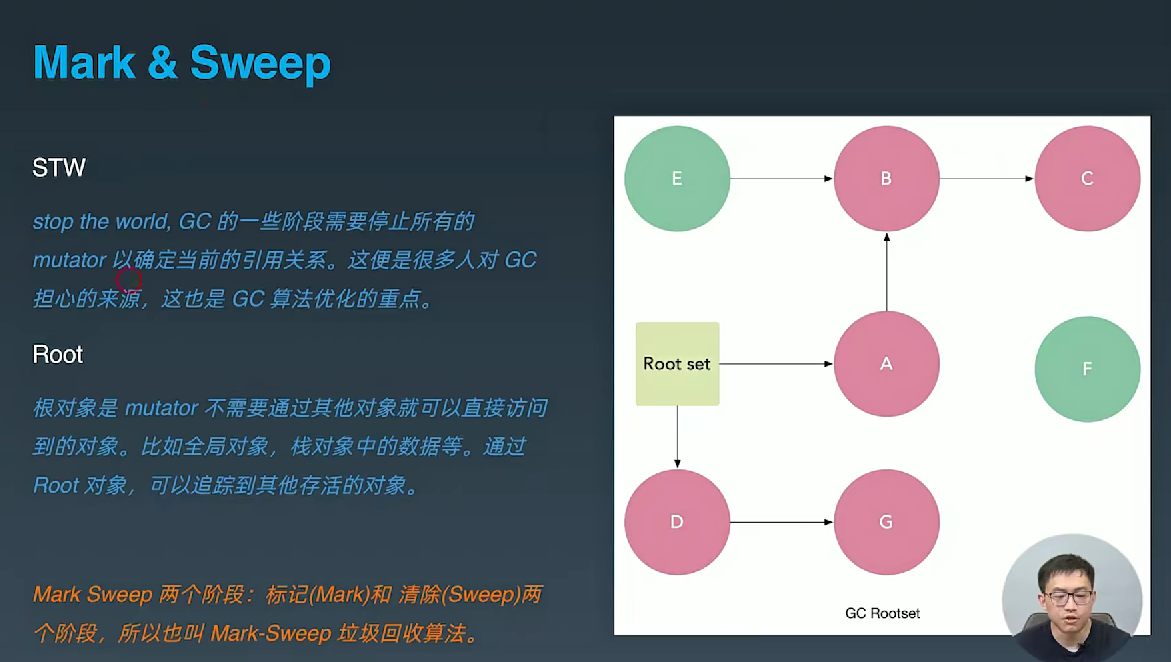 Mark & Sweep
STW
stop the world, GC 的一些阶段需要停止所有的
mutator 以确定当前的引用关系。这便是很多人对 GC
担心的来源，这也是 GC 算法优化的重点。
Root
根对象是 mutator 不需要通过其他对象就可以直接访问
到的对象。比如全局对象，栈对象中的数据等。通过
Root 对象，可以追踪到其他存活的对象。
Mark Sweep 两个阶段：标记(Mark)和 清除(Sweep)两
个阶段，所以也叫 Mark-Sweep 垃圾回收算法。
E
B
C
Root set
A
F
D
G
GC Rootset